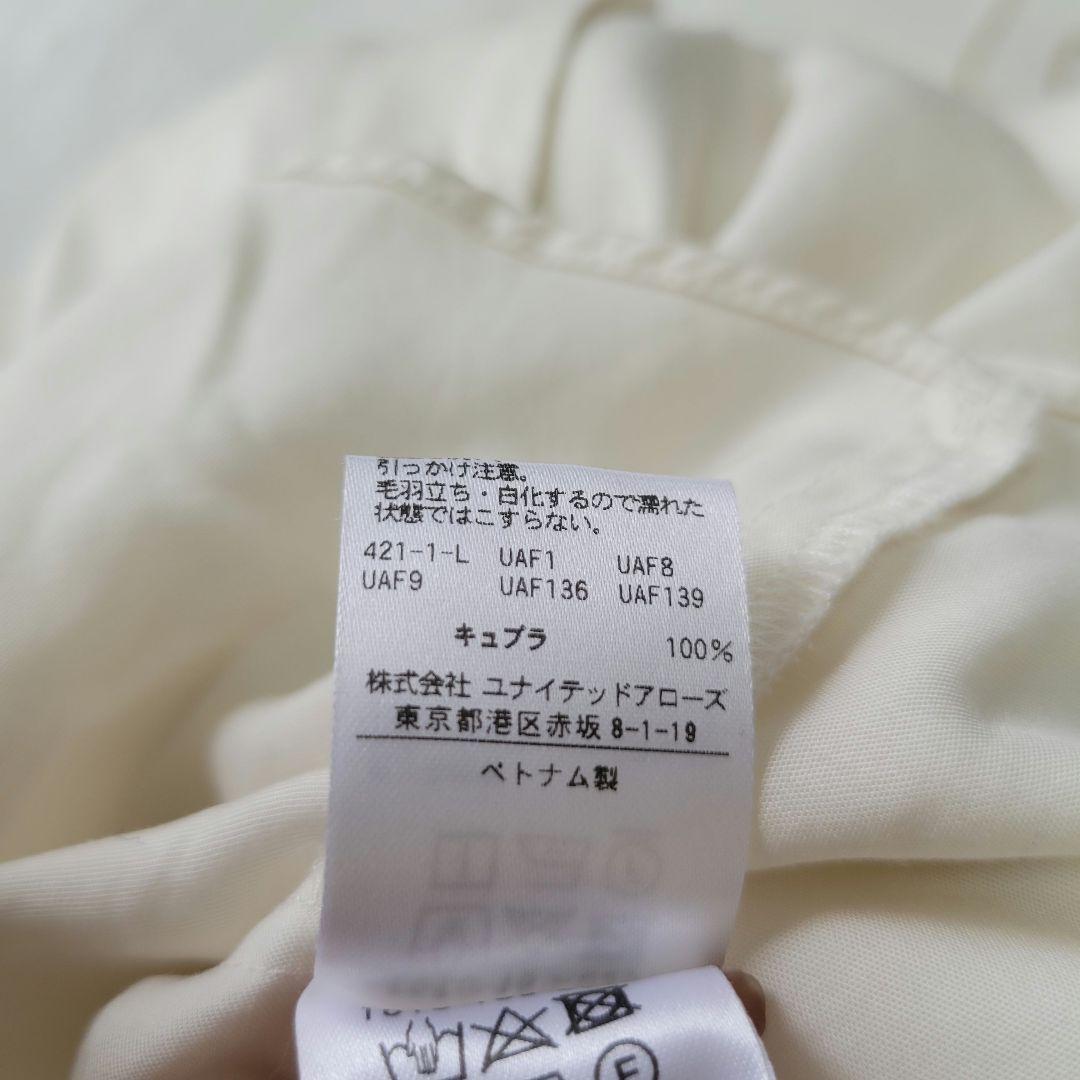 引っかけ注意。
毛羽立ち・白化するので濡れた
状態ではこすらない。
421-1-L UAF1 UAF8
UAF9 UAF136 UAF139
キュプラ 100%
株式会社 ユナイテッドアローズ
東京都港区赤坂 8-1-19
ベトナム製
F